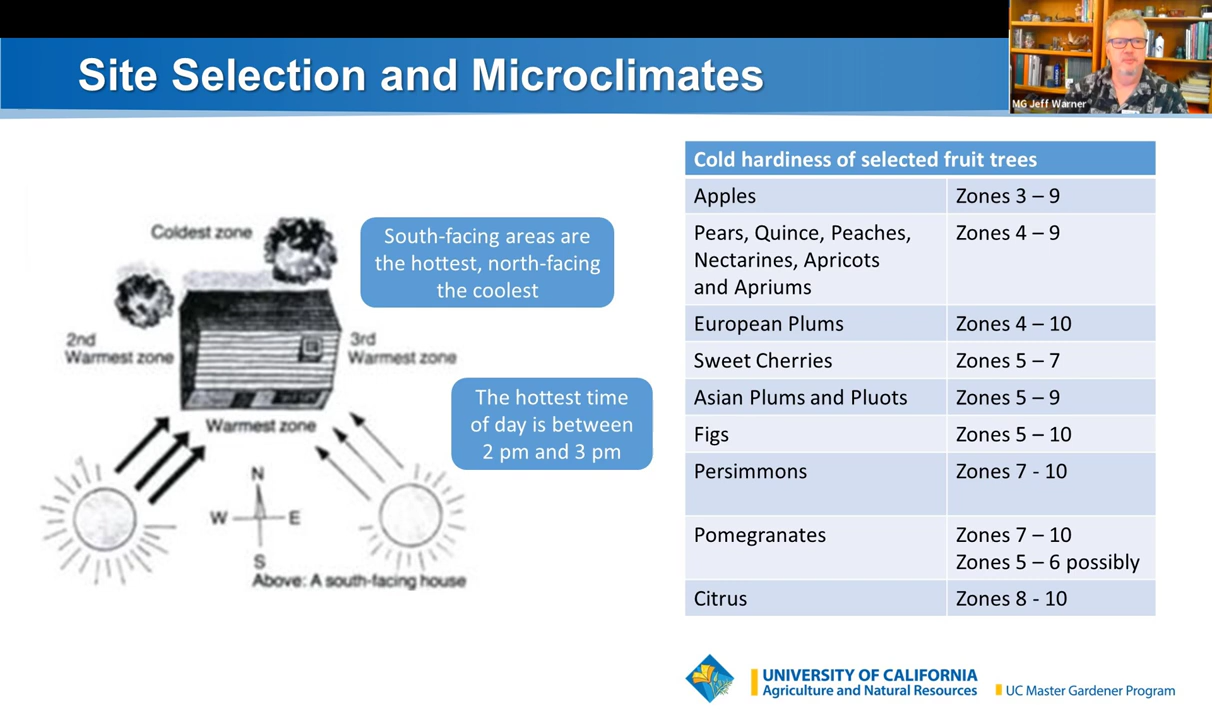 Site Selection and Microclimates
MG Jeff Warner
Coldest zone
2nd
Warmest zone
3rd
Warmest zone
Warmest zone
N
W
E
S
Above: A south-facing house
South-facing areas are
the hottest, north-facing
the coolest
The hottest time
of day is between
2 pm and 3 pm
Cold hardiness of selected fruit trees
Apples Zones 3 – 9
Pears, Quince, Peaches, Zones 4 – 9
Nectarines, Apricots
and Apriums
European Plums Zones 4 – 10
Sweet Cherries Zones 5 – 7
Asian Plums and Pluots Zones 5 – 9
Figs Zones 5 – 10
Persimmons Zones 7 - 10
Pomegranates Zones 7 – 10
Zones 5 – 6 possibly
Citrus Zones 8 - 10
UNIVERSITY OF CALIFORNIA
Agriculture and Natural Resources
UC Master Gardener Program